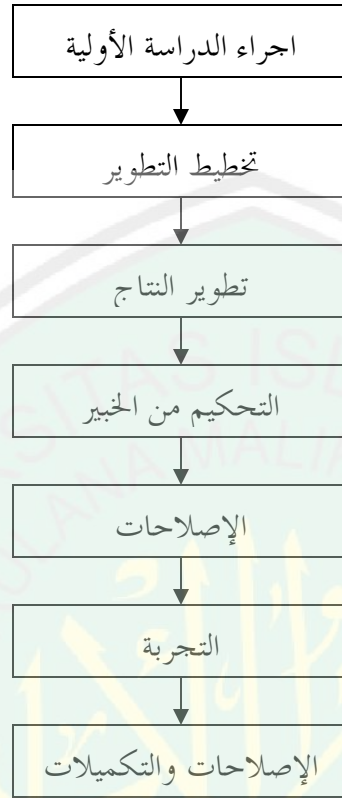 اجراء الدراسة الأولية
تخطيط التطوير
تطوير النتاج
التحكيم من الخبير
الإصلاحات
التجربة
الإصلاحات والتكميلات